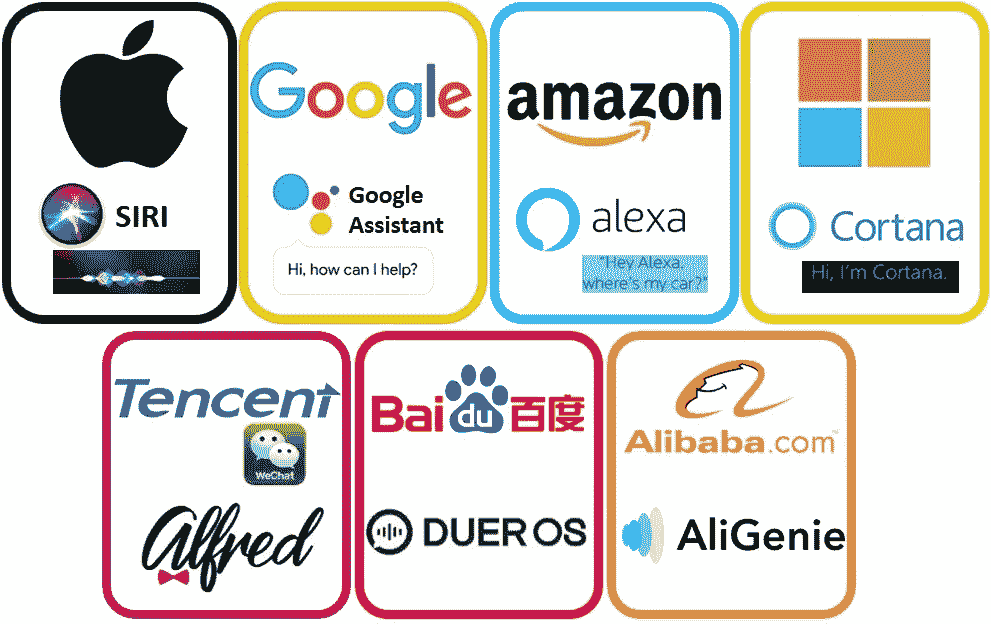 SIRI
Google
Google
Assistant
Hi, how can I help?
amazon
alexa
"Hey Alexa,
where's my car?"
Cortana
Hi, I'm Cortana.
Tencent
WeChat
Alfred
Baidu百度
DUER OS
Alibaba.com™
AliGenie